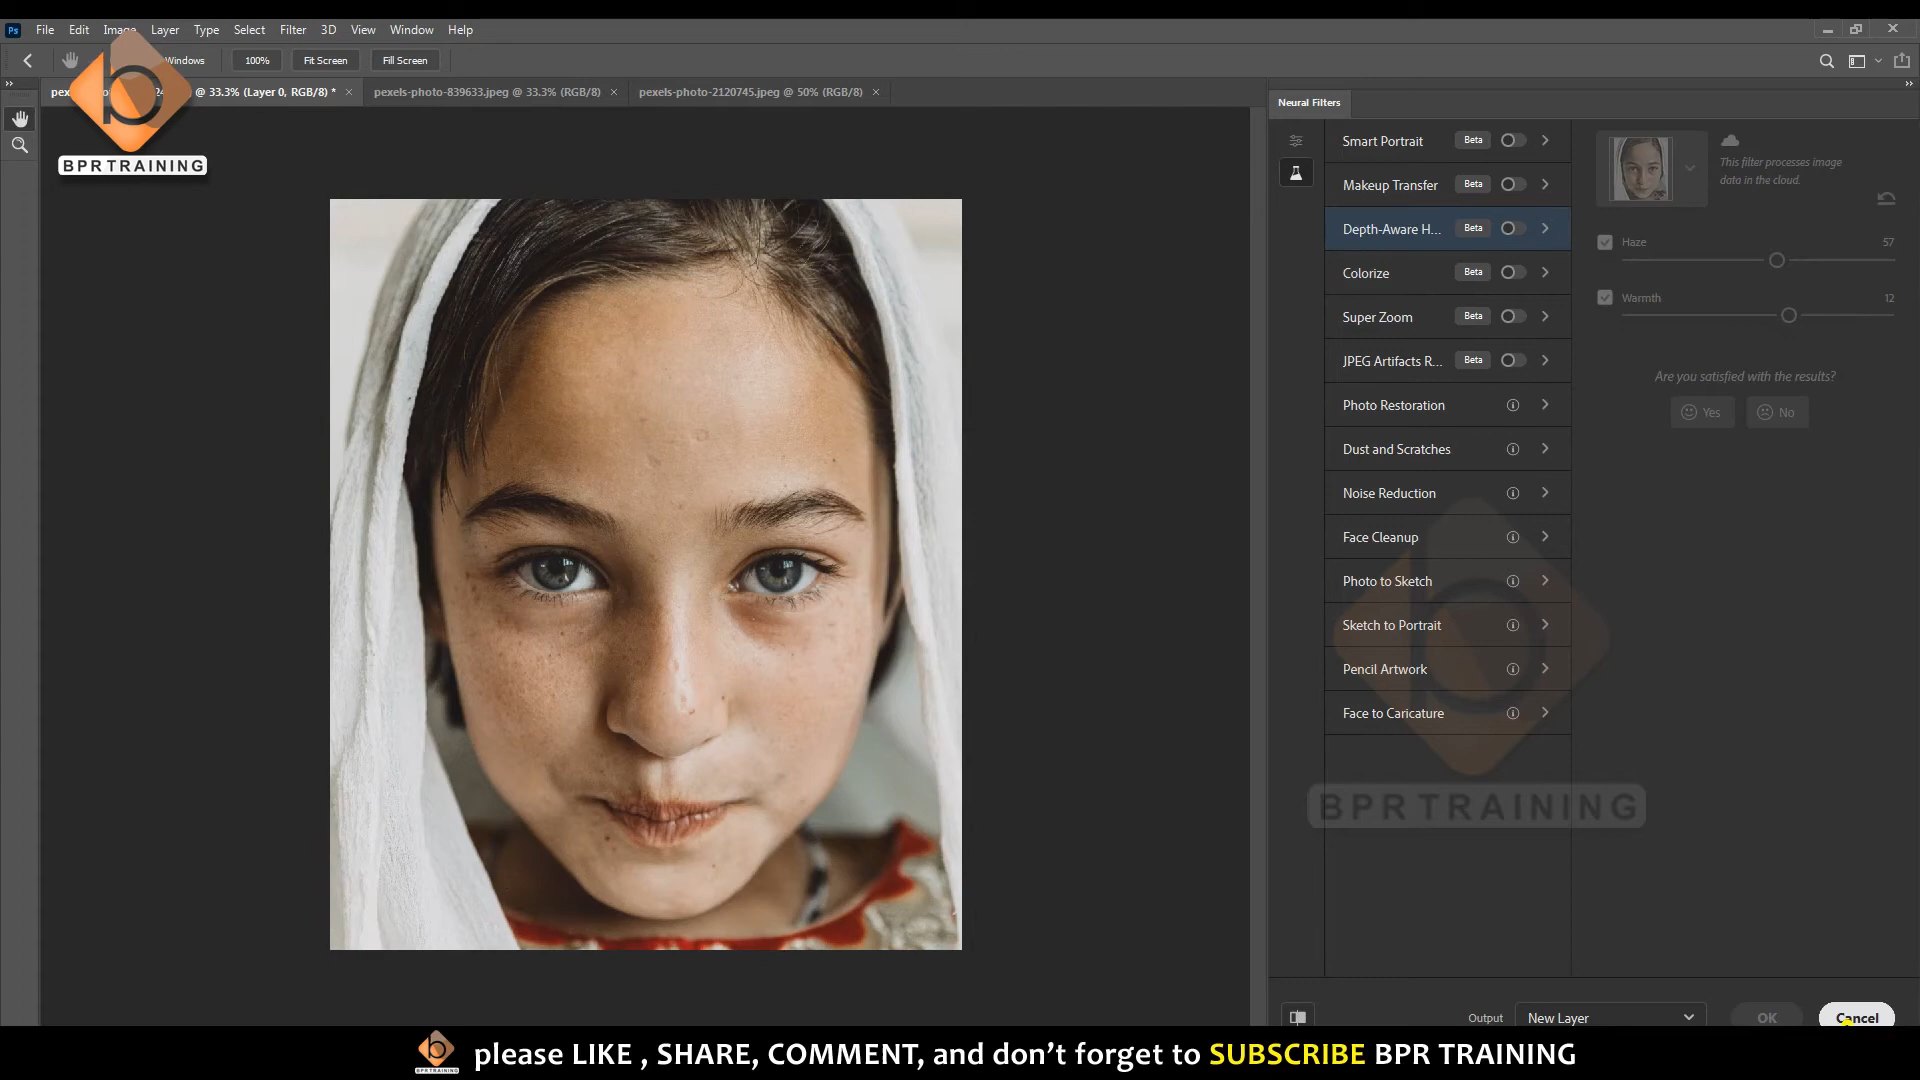 Ps File Edit Image Layer Type Select Filter 3D View Window Help
Windows 100% Fit Screen Fill Screen
@ 33.3% (Layer 0, RGB/8) * pexels-photo-839633.jpeg @ 33.3% (RGB/8) pexels-photo-2120745.jpeg @ 50% (RGB/8)
BPR TRAINING
Neural Filters
Smart Portrait Beta
Makeup Transfer Beta
Depth-Aware H... Beta
Colorize Beta
Super Zoom Beta
JPEG Artifacts R... Beta
Photo Restoration
Dust and Scratches
Noise Reduction
Face Cleanup
Photo to Sketch
Sketch to Portrait
Pencil Artwork
Face to Caricature
This filter processes image
data in the cloud.
Haze 57
Warmth 12
Are you satisfied with the results?
Yes No
BPR TRAINING
Output New Layer OK Cancel
BPR TRAINING please LIKE , SHARE, COMMENT, and don’t forget to SUBSCRIBE BPR TRAINING